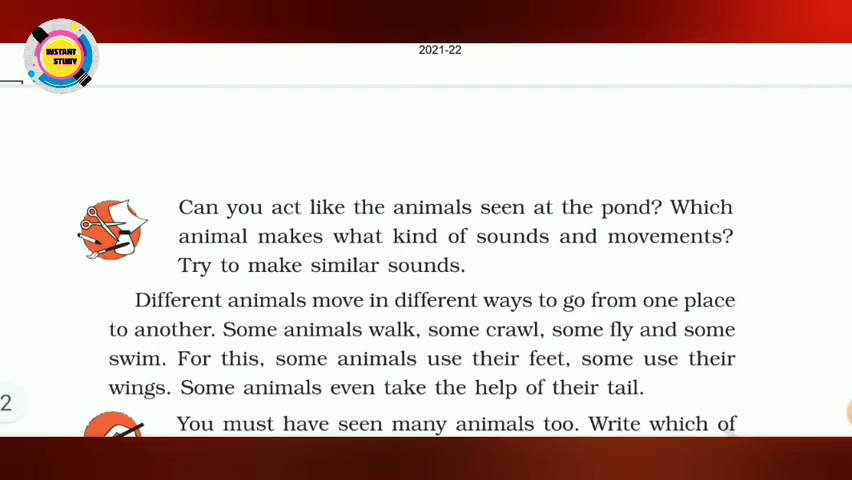 INSTANT
STUDY
2021-22
Can you act like the animals seen at the pond? Which
animal makes what kind of sounds and movements?
Try to make similar sounds.
Different animals move in different ways to go from one place
to another. Some animals walk, some crawl, some fly and some
swim. For this, some animals use their feet, some use their
wings. Some animals even take the help of their tail.
2
You must have seen many animals too. Write which of